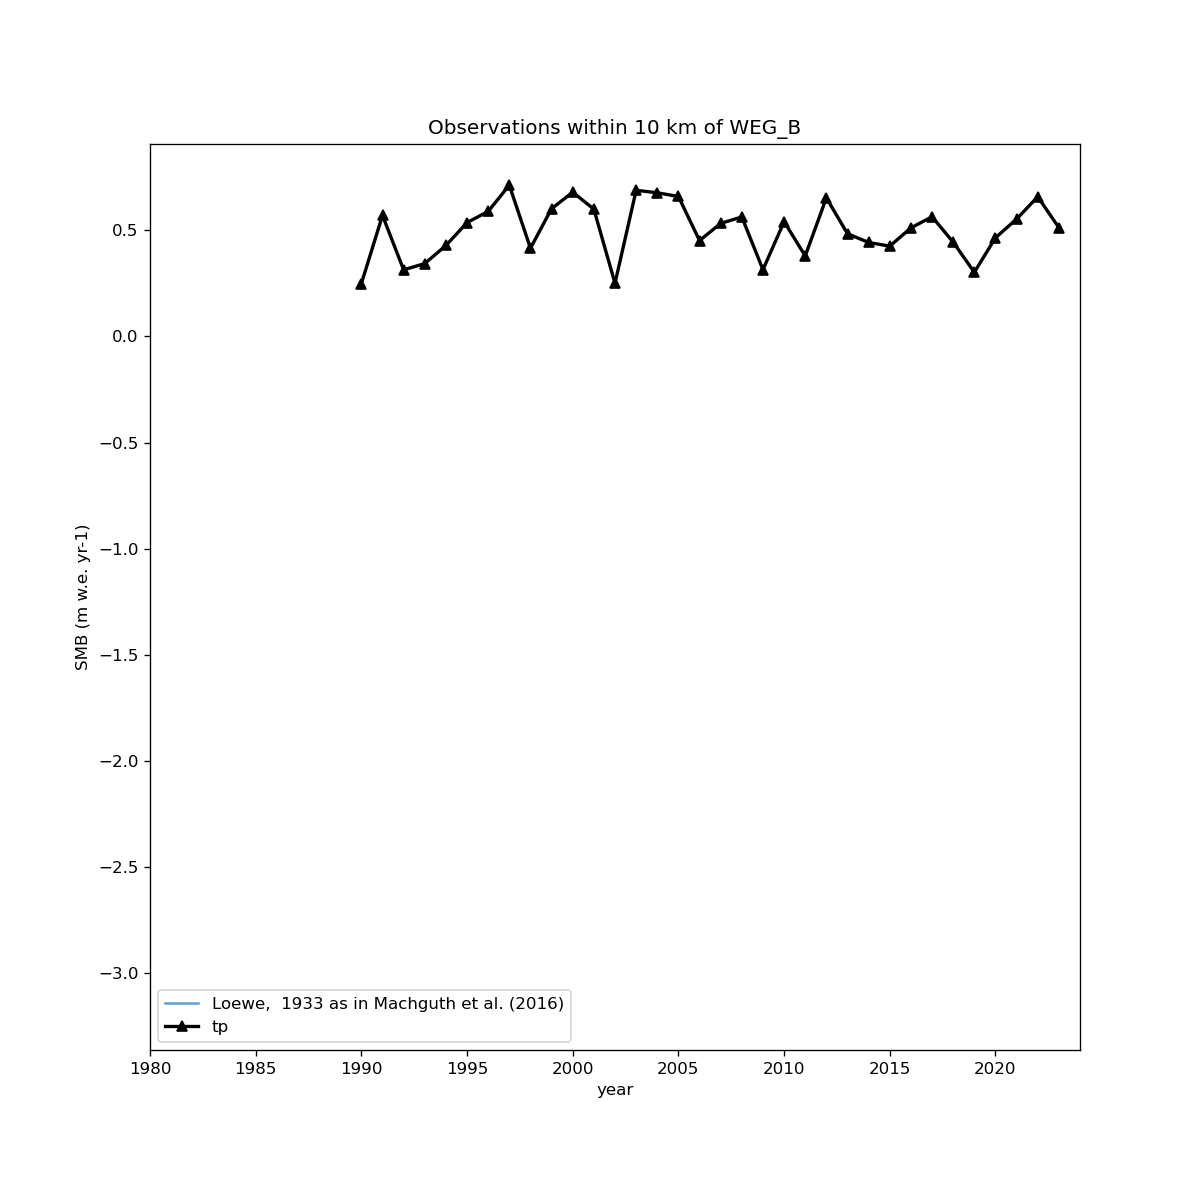 Observations within 10 km of WEG_B
0.5
0.0
−0.5
−1.0
−1.5
−2.0
−2.5
−3.0
SMB (m w.e. yr-1)
Loewe,  1933 as in Machguth et al. (2016)
tp
1980 1985 1990 1995 2000 2005 2010 2015 2020
year